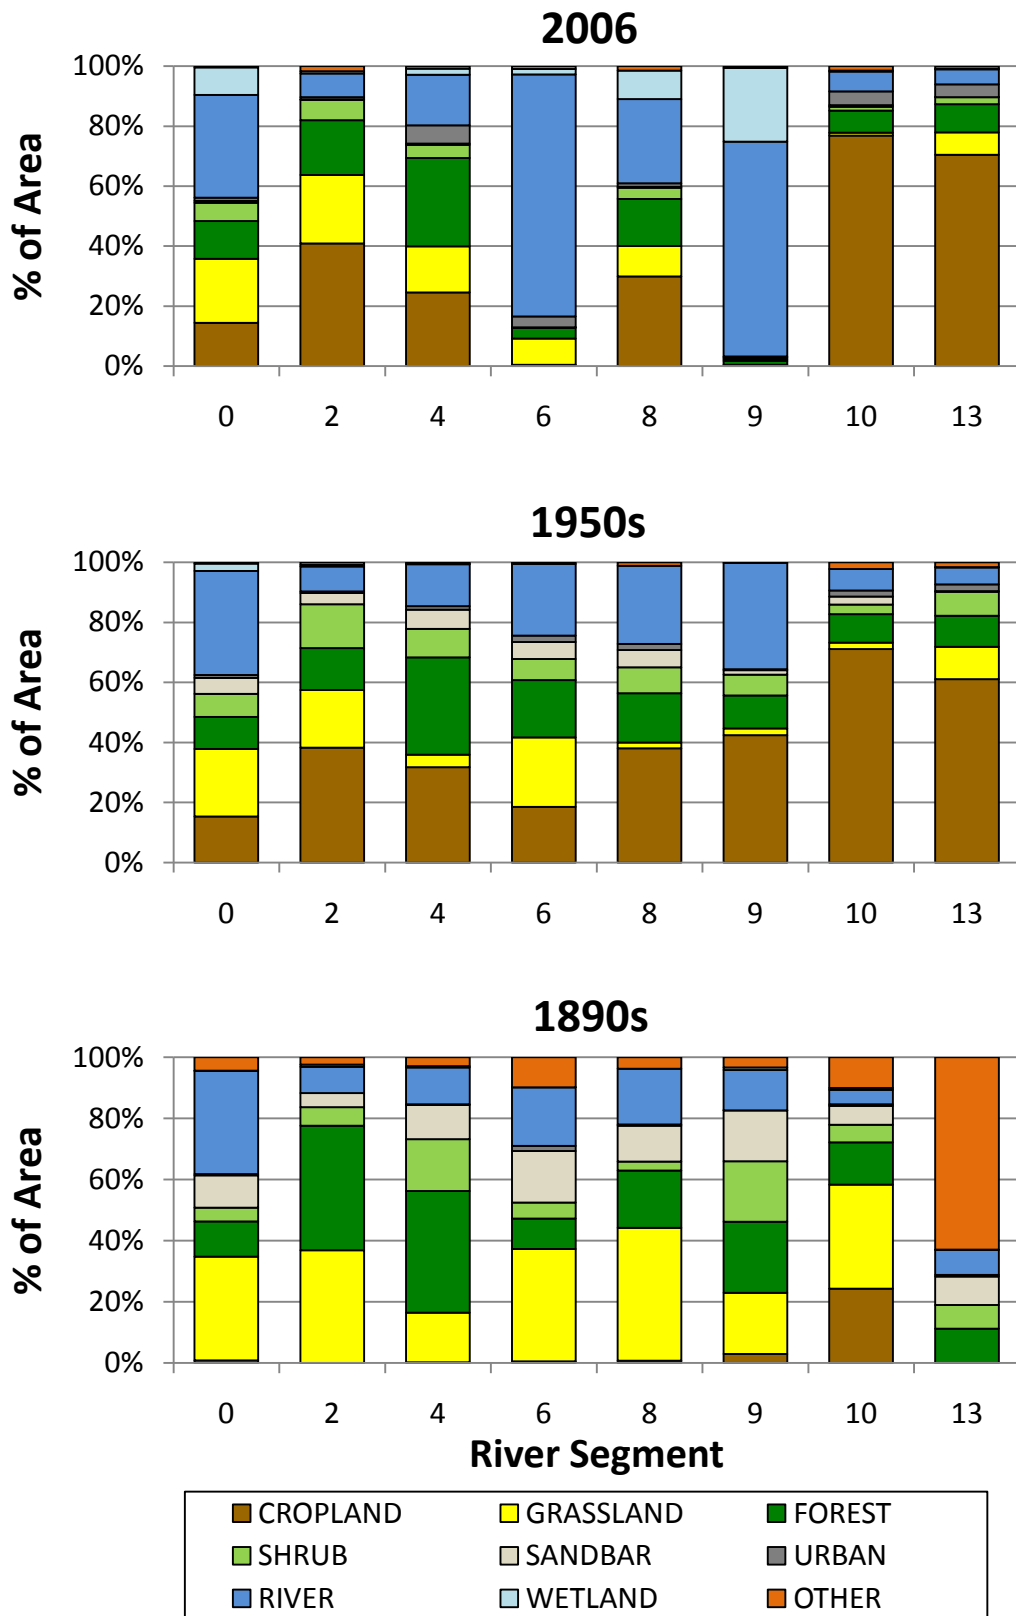 2006
100%
80%
60%
40%
20%
0%
% of Area
0 2 4 6 8 9 10 13
1950s
100%
80%
60%
40%
20%
0%
% of Area
0 2 4 6 8 9 10 13
1890s
100%
80%
60%
40%
20%
0%
% of Area
0 2 4 6 8 9 10 13
River Segment
CROPLAND GRASSLAND FOREST
SHRUB SANDBAR URBAN
RIVER WETLAND OTHER